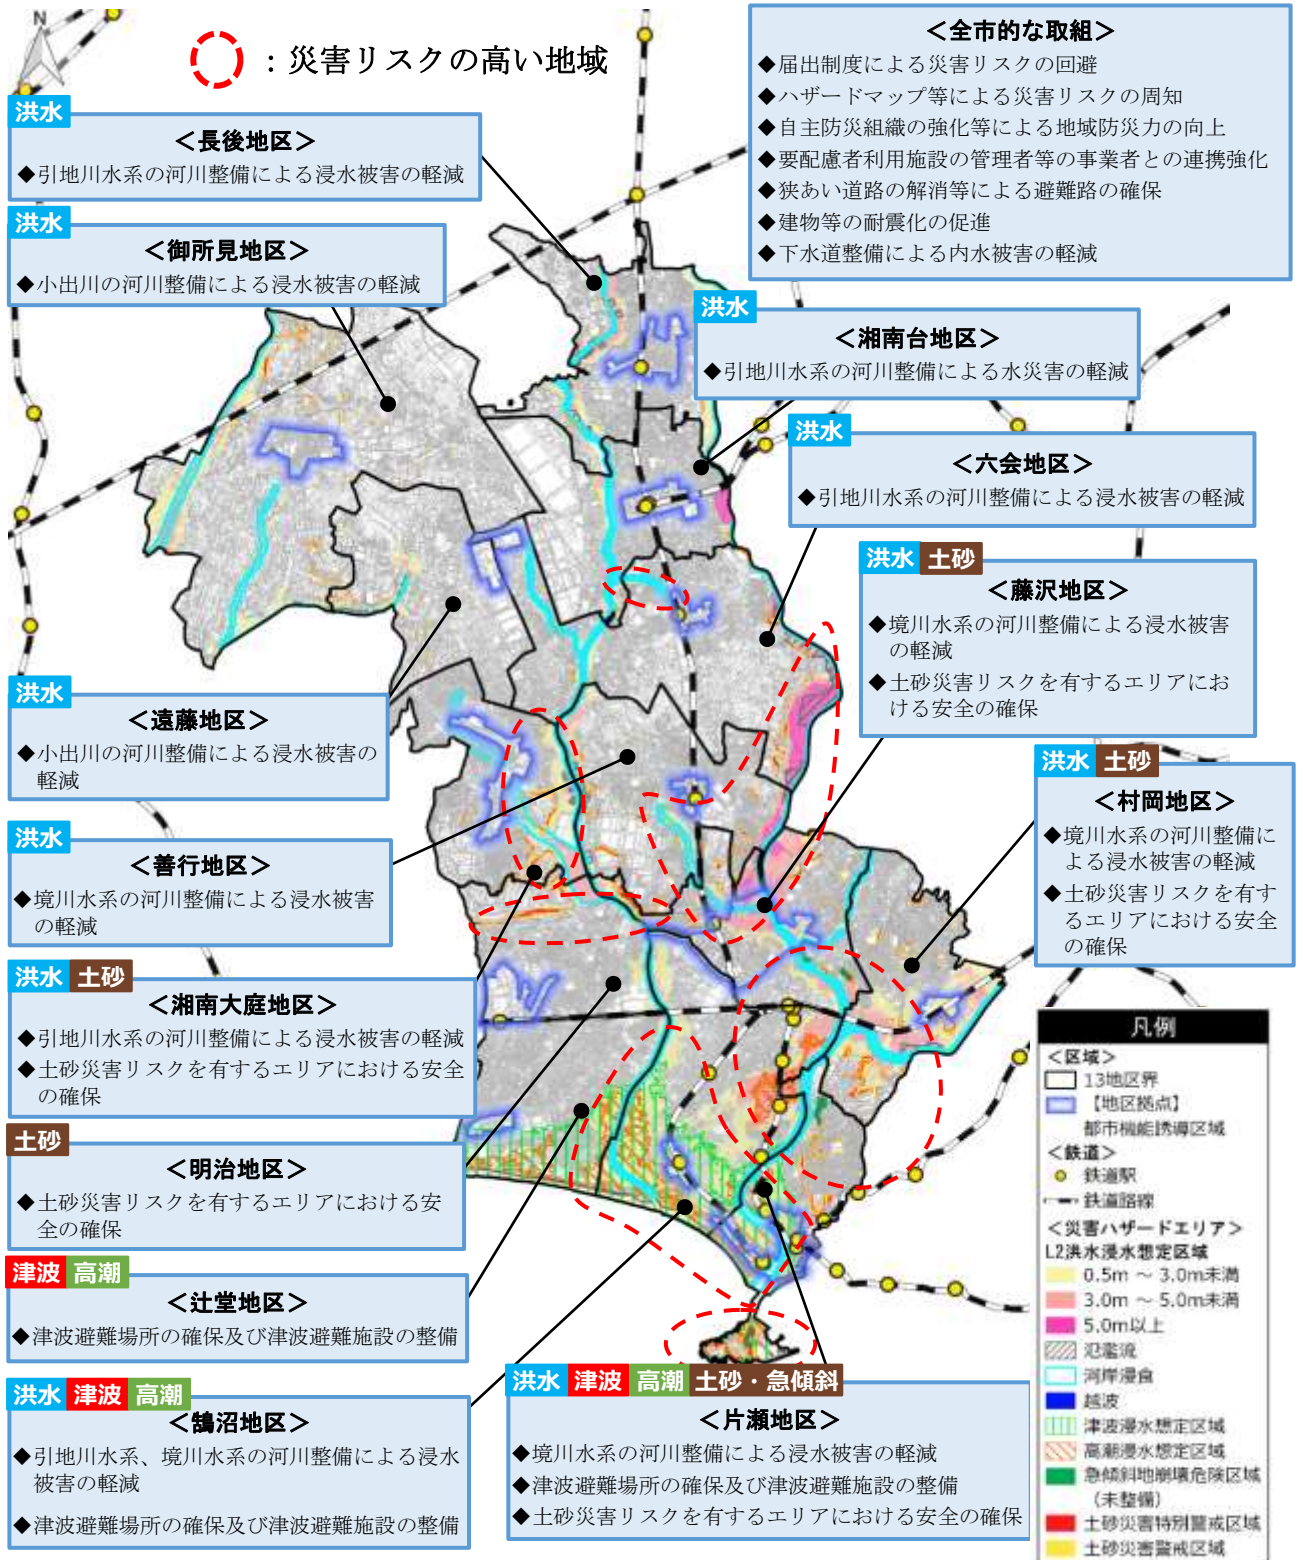 N
：災害リスクの高い地域
＜全市的な取組＞
◆届出制度による災害リスクの回避
◆ハザードマップ等による災害リスクの周知
◆自主防災組織の強化等による地域防災力の向上
◆要配慮者利用施設の管理者等の事業者との連携強化
◆狭あい道路の解消等による避難路の確保
◆建物等の耐震化の促進
◆下水道整備による内水被害の軽減
洪水
＜長後地区＞
◆引地川水系の河川整備による浸水被害の軽減
洪水
＜御所見地区＞
◆小出川の河川整備による浸水被害の軽減
洪水
＜湘南台地区＞
◆引地川水系の河川整備による水災害の軽減
洪水
＜六会地区＞
◆引地川水系の河川整備による浸水被害の軽減
洪水 土砂
＜藤沢地区＞
◆境川水系の河川整備による浸水被害
の軽減
◆土砂災害リスクを有するエリアにお
ける安全の確保
洪水
＜遠藤地区＞
◆小出川の河川整備による浸水被害の
軽減
洪水 土砂
＜村岡地区＞
◆境川水系の河川整備に
よる浸水被害の軽減
◆土砂災害リスクを有す
るエリアにおける安全
の確保
洪水
＜善行地区＞
◆境川水系の河川整備による浸水被害
の軽減
洪水 土砂
＜湘南大庭地区＞
◆引地川水系の河川整備による浸水被害の軽減
◆土砂災害リスクを有するエリアにおける安全
の確保
土砂
＜明治地区＞
◆土砂災害リスクを有するエリアにおける安
全の確保
津波 高潮
＜辻堂地区＞
◆津波避難場所の確保及び津波避難施設の整備
洪水 津波 高潮
＜鵠沼地区＞
◆引地川水系、境川水系の河川整備による浸水
被害の軽減
◆津波避難場所の確保及び津波避難施設の整備
洪水 津波 高潮 土砂・急傾斜
＜片瀬地区＞
◆境川水系の河川整備による浸水被害の軽減
◆津波避難場所の確保及び津波避難施設の整備
◆土砂災害リスクを有するエリアにおける安全の確保
凡例
＜区域＞
13地区界
【地区拠点】
都市機能誘導区域
＜鉄道＞
鉄道駅
鉄道路線
＜災害ハザードエリア＞
L2洪水浸水想定区域
0.5m ～ 3.0m未満
3.0m ～ 5.0m未満
5.0m以上
氾濫流
河岸浸食
越波
津波浸水想定区域
高潮浸水想定区域
急傾斜地崩壊危険区域
（未整備）
土砂災害特別警戒区域
土砂災害警戒区域